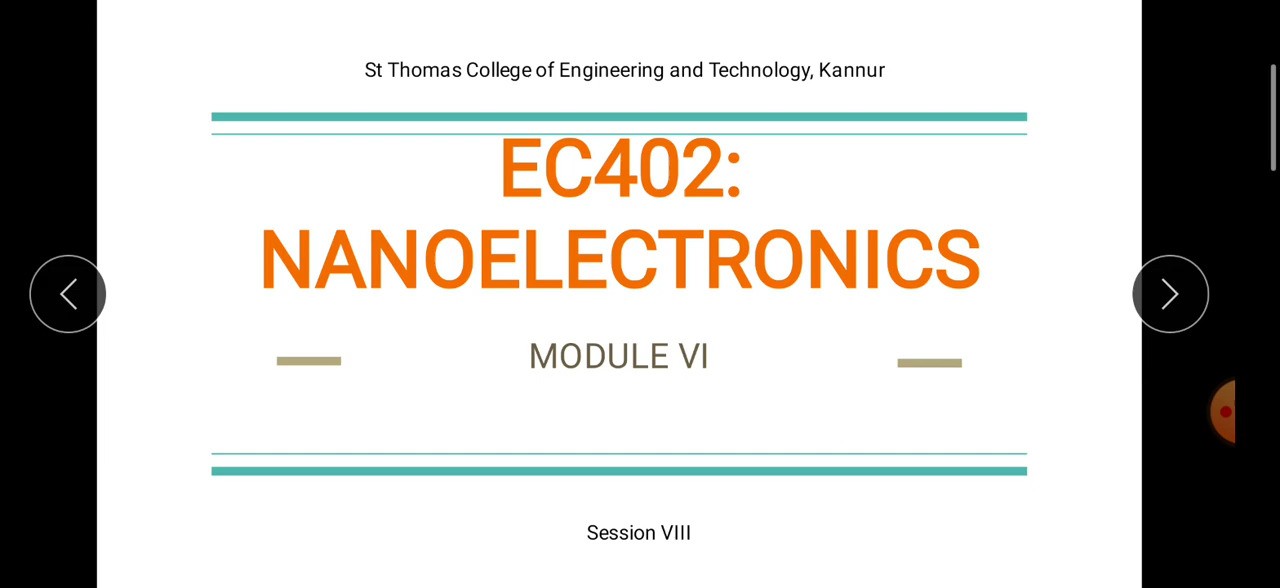 St Thomas College of Engineering and Technology, Kannur
EC402:
NANOELECTRONICS
MODULE VI
Session VIII